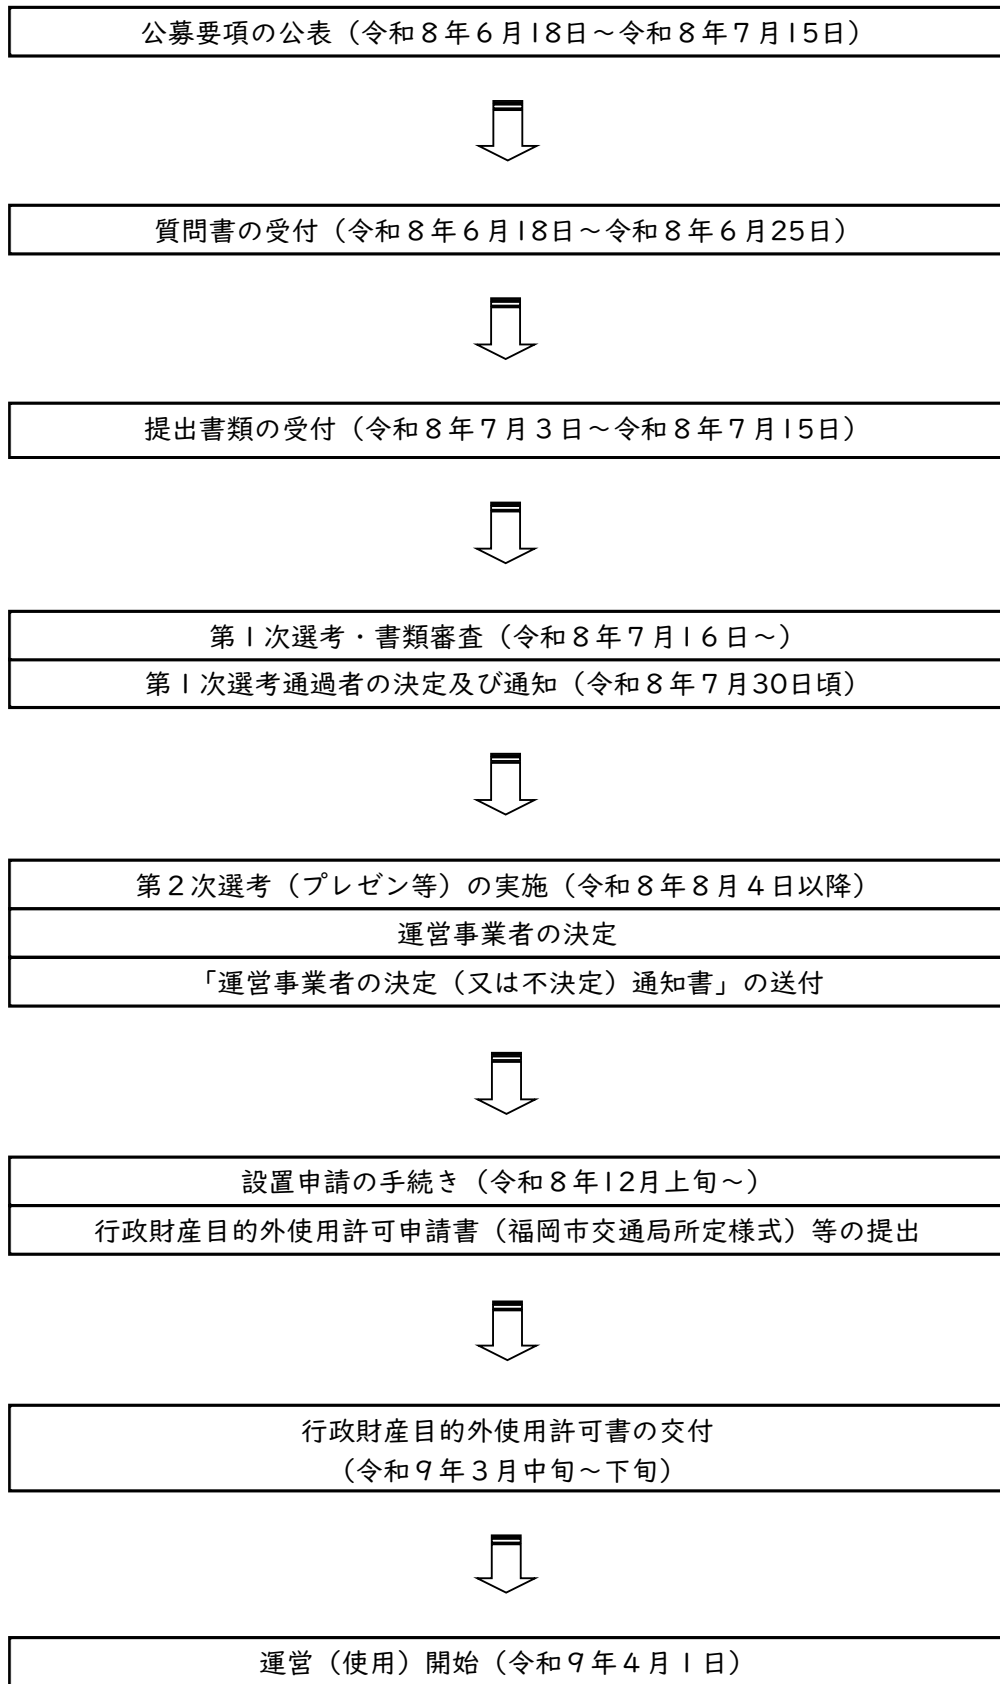 公募要項の公表（令和８年６月18日～令和８年７月15日）
質問書の受付（令和８年６月18日～令和８年６月25日）
提出書類の受付（令和８年７月３日～令和８年７月15日）
第１次選考・書類審査（令和８年７月16日～）
第１次選考通過者の決定及び通知（令和８年７月30日頃）
第２次選考（プレゼン等）の実施（令和８年８月４日以降）
運営事業者の決定
「運営事業者の決定（又は不決定）通知書」の送付
設置申請の手続き（令和８年12月上旬～）
行政財産目的外使用許可申請書（福岡市交通局所定様式）等の提出
行政財産目的外使用許可書の交付
（令和９年３月中旬～下旬）
運営（使用）開始（令和９年４月１日）